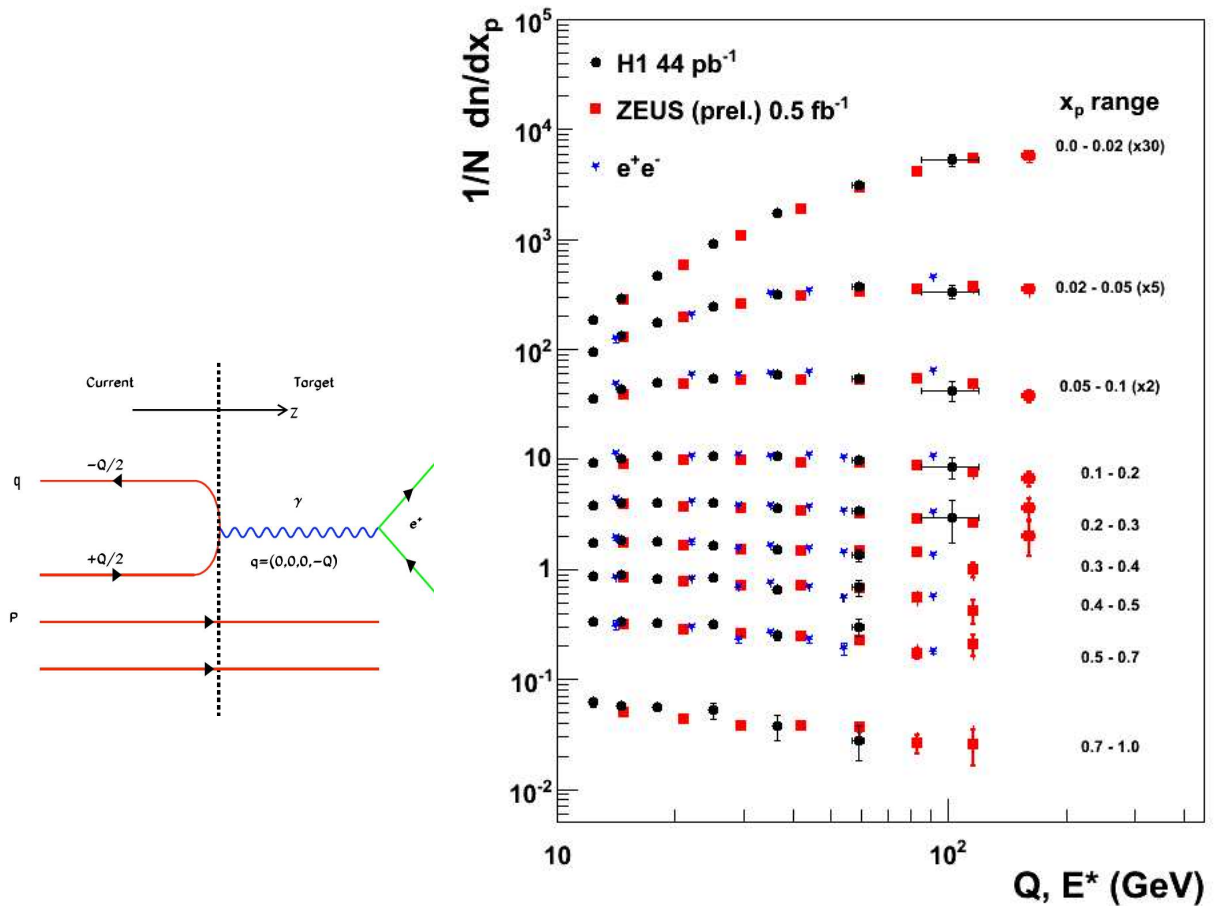 Current Target
Z
q
−Q/2
γ
e⁺
+Q/2
q=(0,0,0,−Q)
P
1/N dn/dxₚ
10⁵
10⁴
10³
10²
10
1
10⁻¹
10⁻²
H1 44 pb⁻¹
ZEUS (prel.) 0.5 fb⁻¹
e⁺e⁻
xₚ range
0.0 - 0.02 (x30)
0.02 - 0.05 (x5)
0.05 - 0.1 (x2)
0.1 - 0.2
0.2 - 0.3
0.3 - 0.4
0.4 - 0.5
0.5 - 0.7
0.7 - 1.0
10 10²
Q, E* (GeV)